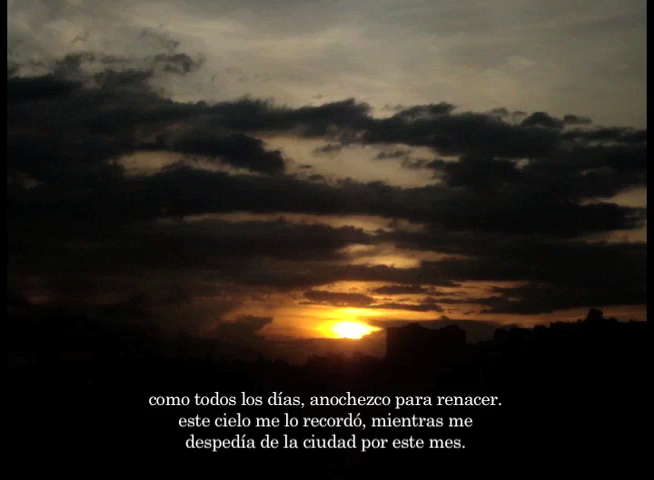 como todos los días, anochezco para renacer.
este cielo me lo recordó, mientras me
despedía de la ciudad por este mes.